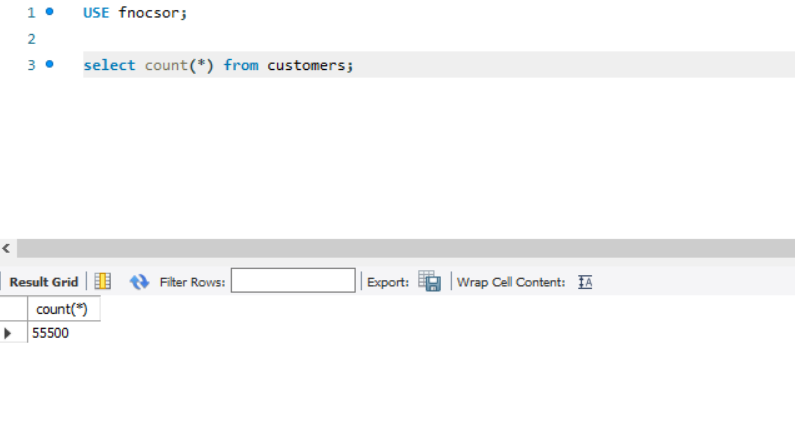 1 USE fnocsor;
2
3 select count(*) from customers;
Result Grid Filter Rows: Export: Wrap Cell Content: IA
count(*)
55500